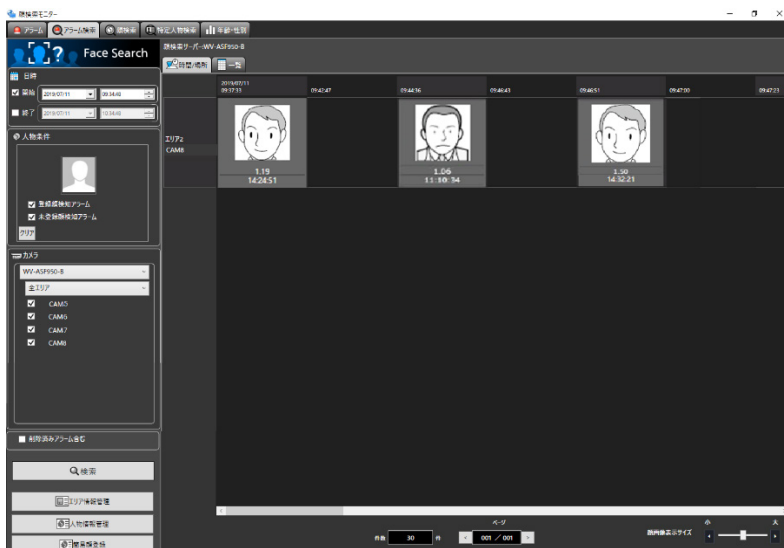 顔検索モニター
アラーム
アラーム検索
顔検索
特定人物検索
年齢・性別
Face Search
顔検索サーバー:WV-ASF950-B
時間/場所
一覧
日時
開始
2019/07/11
09:34:48
終了
2019/07/11
10:34:48
人物条件
登録顔検知アラーム
未登録顔検知アラーム
クリア
カメラ
WV-ASF950-B
主エリア
CAM5
CAM6
CAM7
CAM8
削除済みアラーム含む
検索
エリア情報管理
人物情報管理
簡易顔登録
2019/07/11
09:37:33
09:42:47
09:44:36
09:46:43
09:46:51
09:47:00
09:47:23
エリア2
CAM8
1.19
14:24:51
1.06
11:10:34
1.50
14:32:21
件数
30
件
ページ
001 / 001
顔画像表示サイズ
小
大